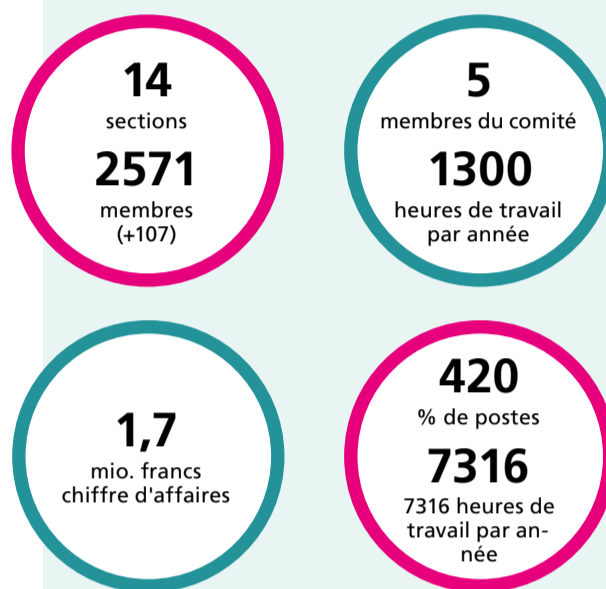 14
sections
2571
membres
(+107)
5
membres du comité
1300
heures de travail
par année
1,7
mio. francs
chiffre d'affaires
420
% de postes
7316
7316 heures de
travail par an-
née